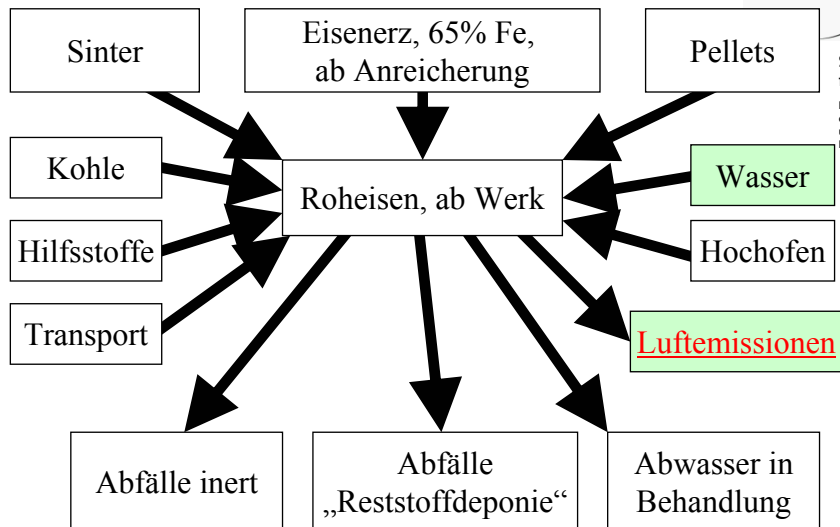 Sinter
Eisenerz, 65% Fe,
ab Anreicherung
Pellets
Kohle
Roheisen, ab Werk
Wasser
Hilfsstoffe
Hochofen
Transport
Luftemissionen
Abfälle inert
Abfälle
„Reststoffdeponie“
Abwasser in
Behandlung